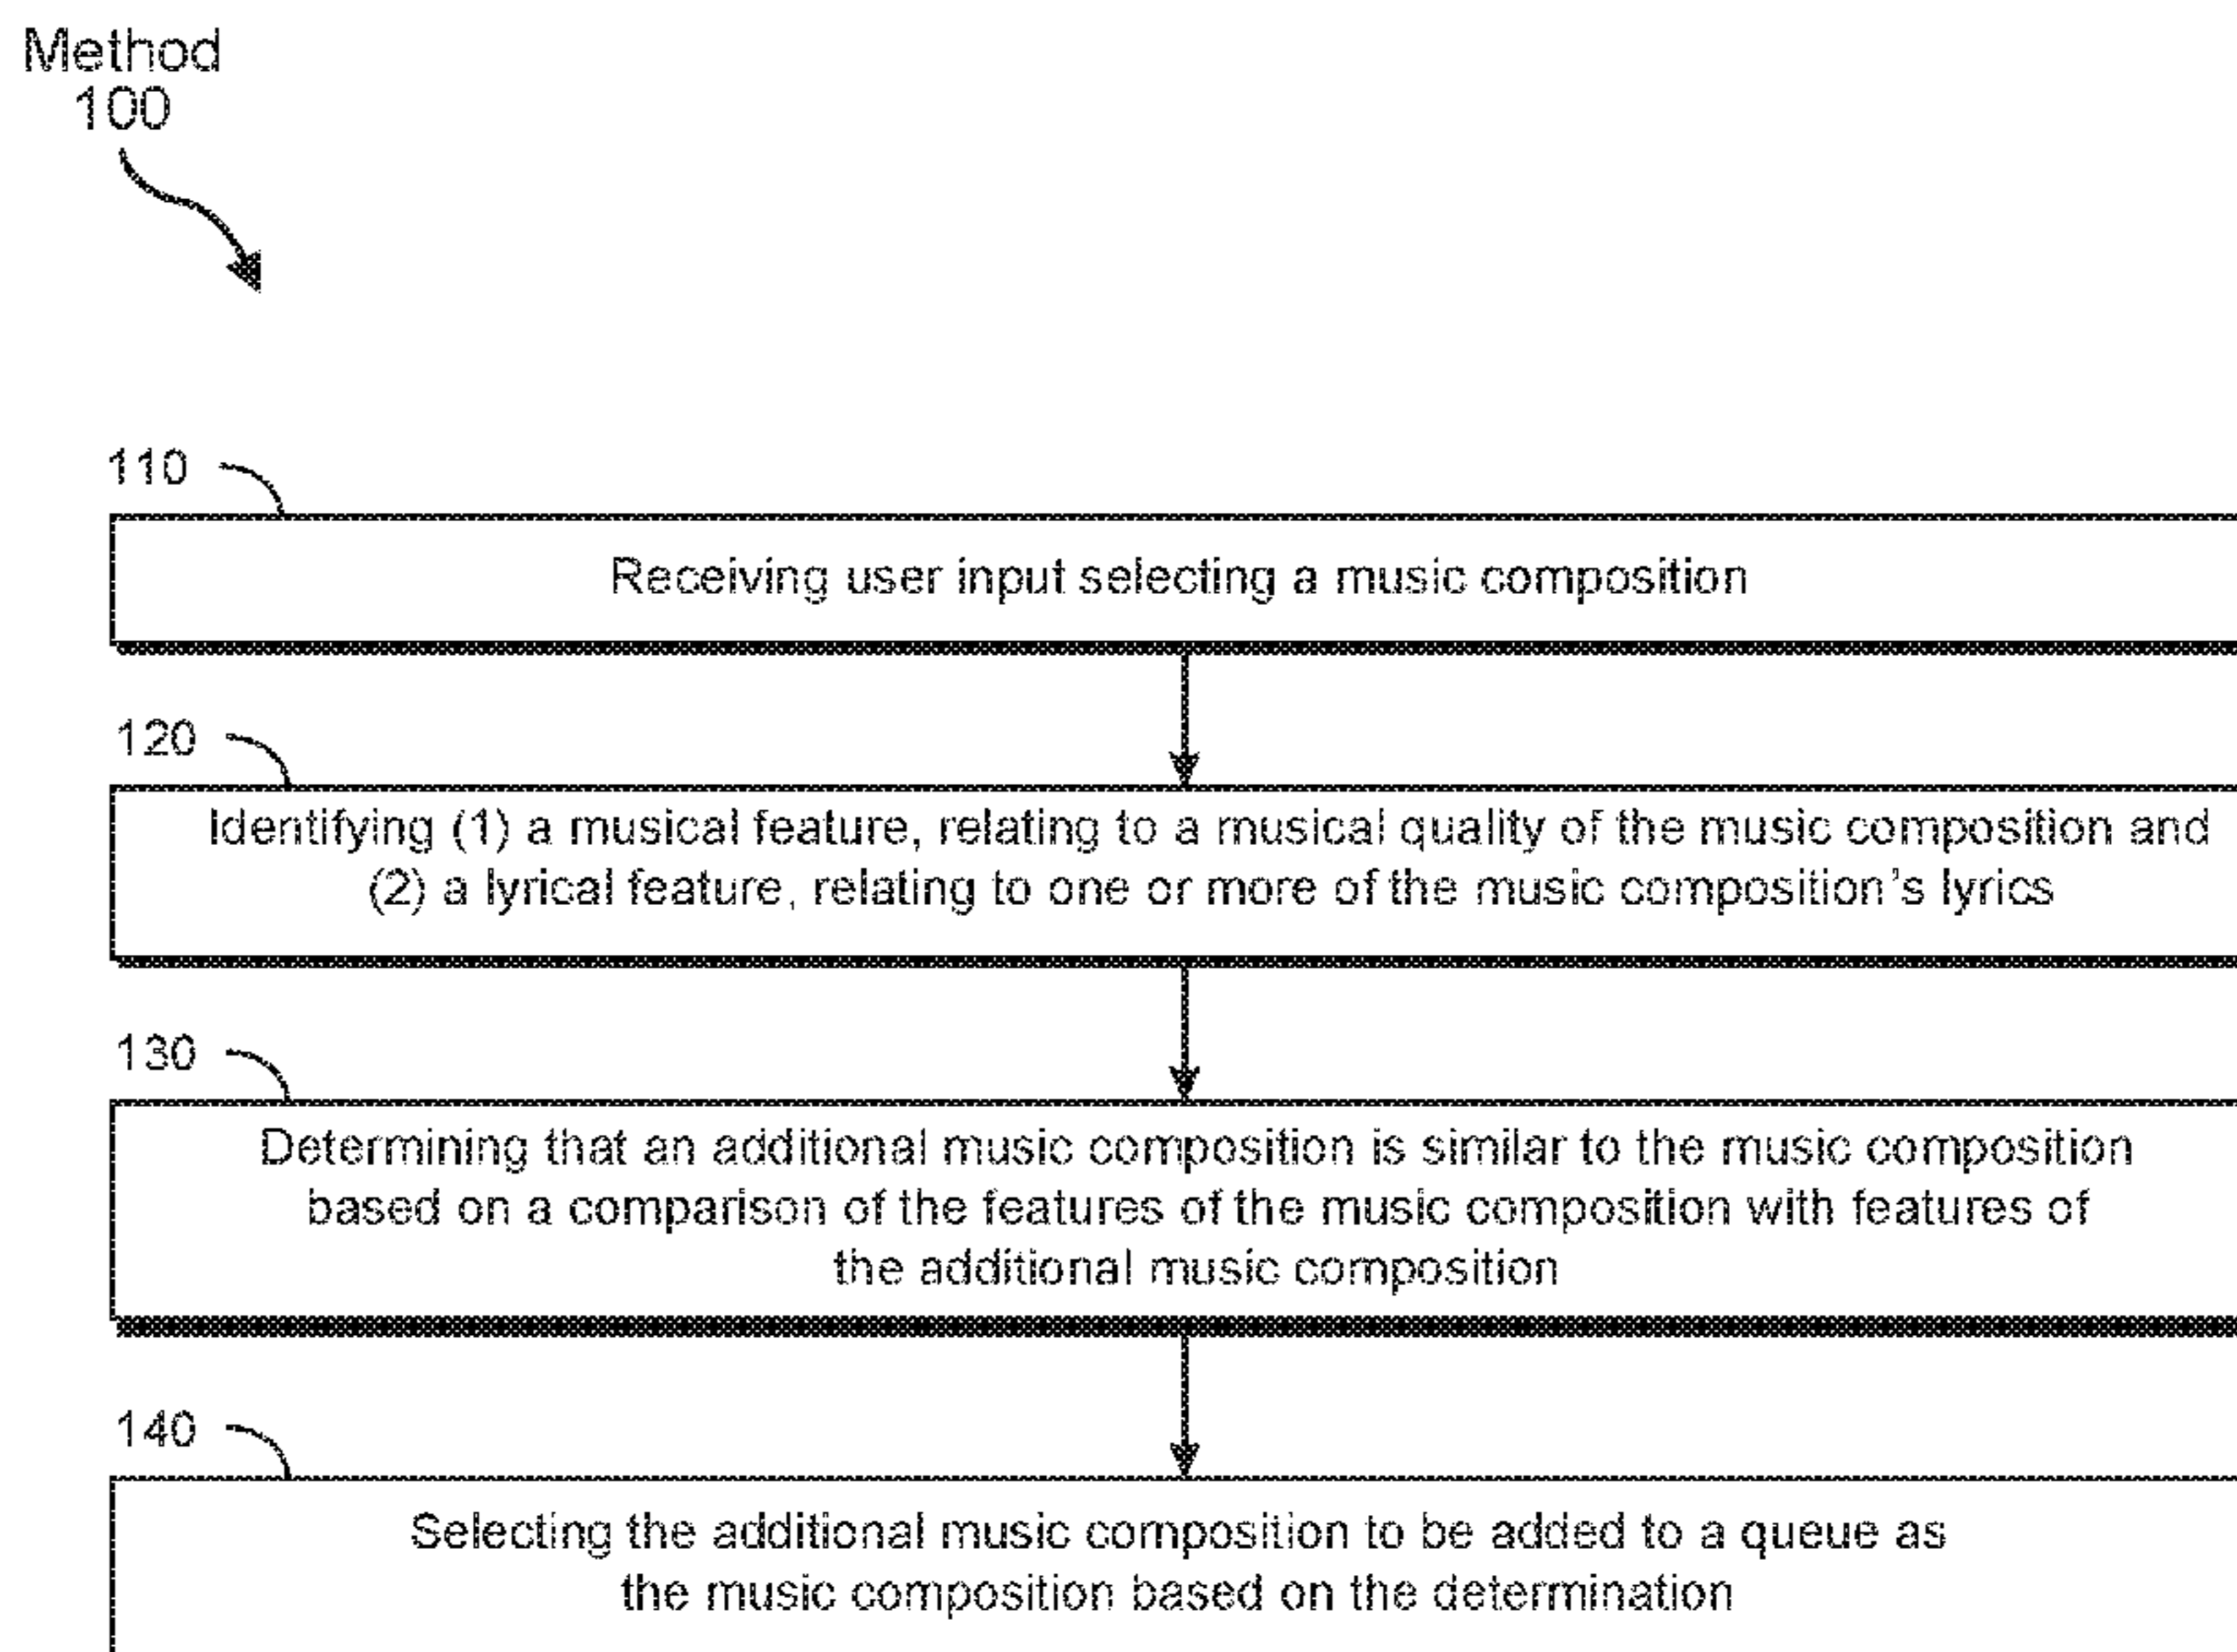 Method
100
110
Receiving user input selecting a music composition
120
Identifying (1) a musical feature, relating to a musical quality of the music composition and
(2) a lyrical feature, relating to one or more of the music composition's lyrics
130
Determining that an additional music composition is similar to the music composition
based on a comparison of the features of the music composition with features of
the additional music composition
140
Selecting the additional music composition to be added to a queue as
the music composition based on the determination